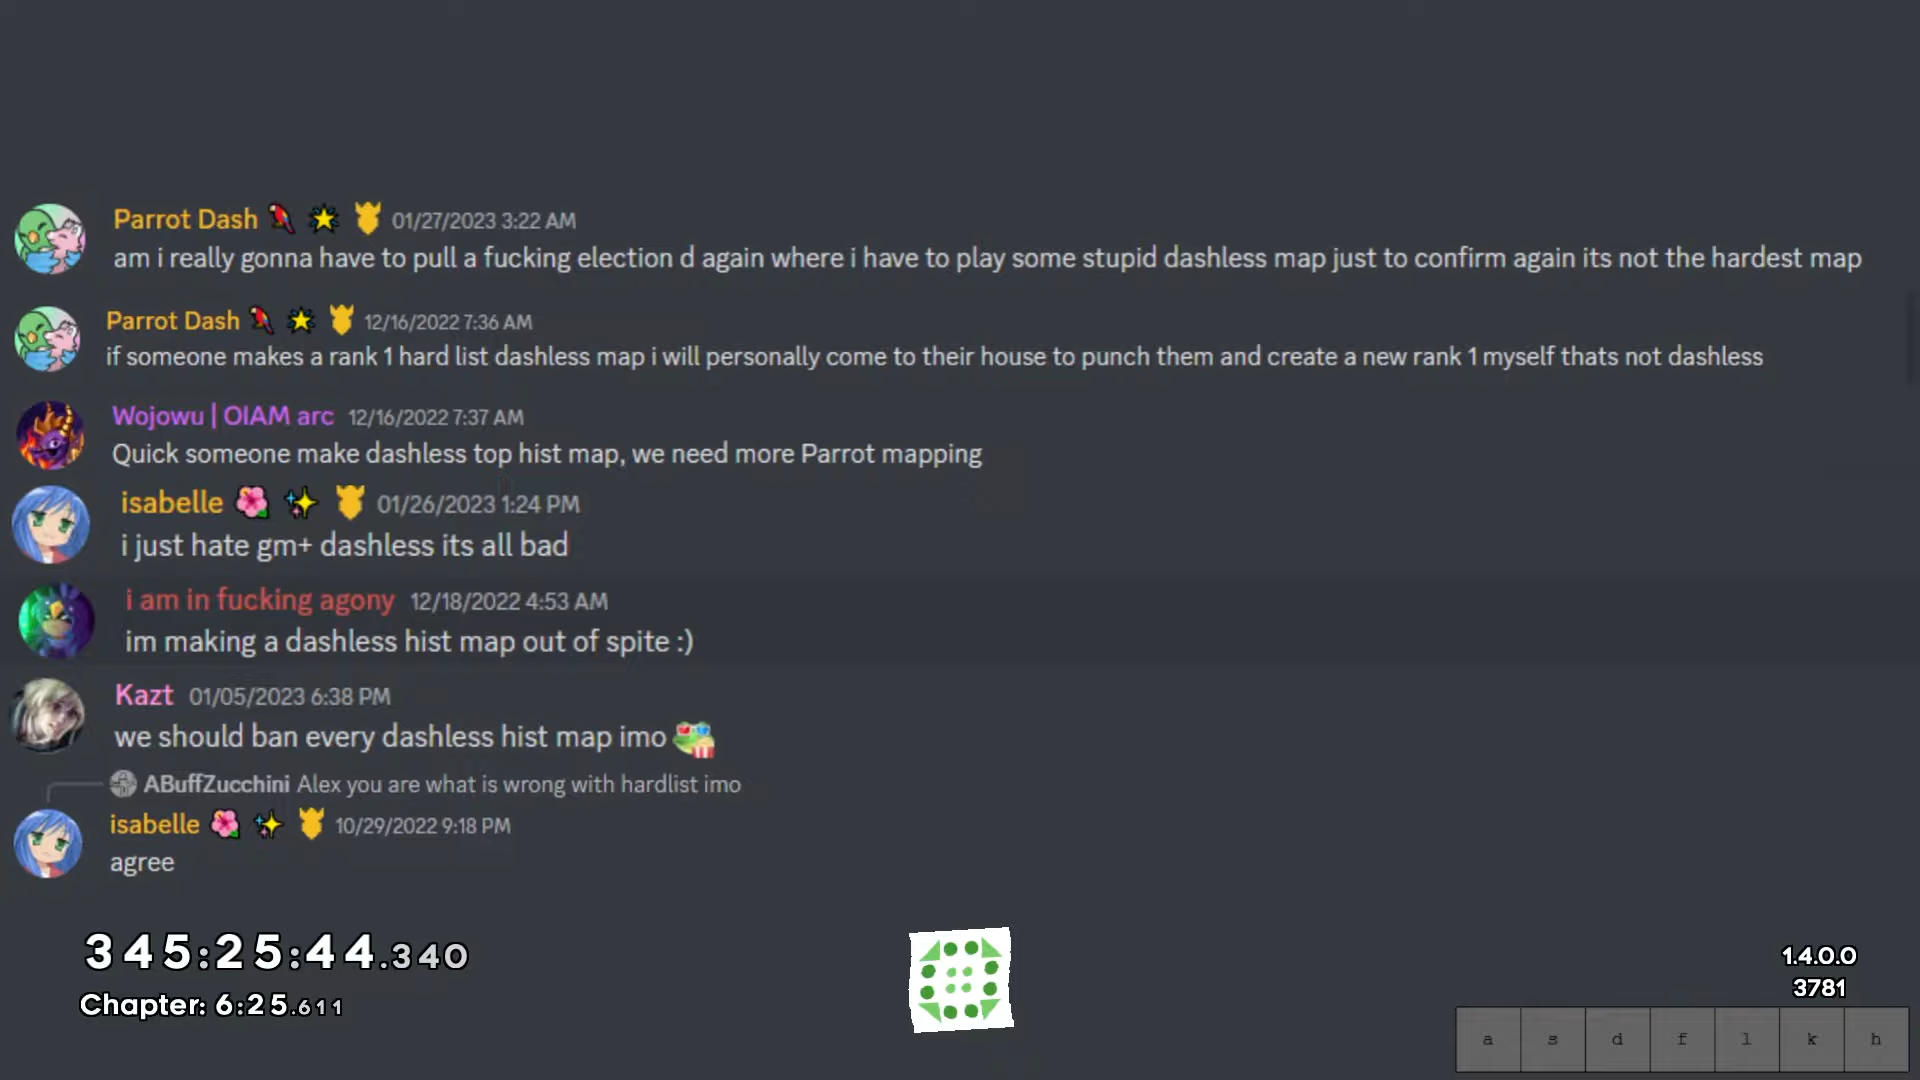 Parrot Dash 01/27/2023 3:22 AM
am i really gonna have to pull a fucking election d again where i have to play some stupid dashless map just to confirm again its not the hardest map
Parrot Dash 12/16/2022 7:36 AM
if someone makes a rank 1 hard list dashless map i will personally come to their house to punch them and create a new rank 1 myself thats not dashless
Wojowu | OIAM arc 12/16/2022 7:37 AM
Quick someone make dashless top hist map, we need more Parrot mapping
isabelle 01/26/2023 1:24 PM
i just hate gm+ dashless its all bad
i am in fucking agony 12/18/2022 4:53 AM
im making a dashless hist map out of spite :)
Kazt 01/05/2023 6:38 PM
we should ban every dashless hist map imo
ABuffZucchini Alex you are what is wrong with hardlist imo
isabelle 10/29/2022 9:18 PM
agree
345:25:44.340
Chapter: 6:25.611
1.4.0.0
3781
a s d f l k h